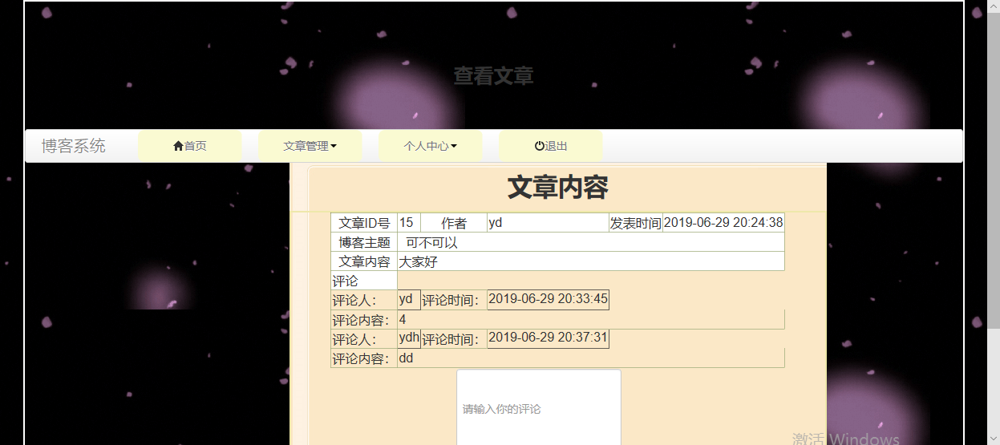 查看文章
博客系统 首页 文章管理 个人中心 退出
文章内容
文章ID号 15 作者 yd 发表时间 2019-06-29 20:24:38
博客主题 可不可以
文章内容 大家好
评论
评论人： yd 评论时间： 2019-06-29 20:33:45
评论内容： 4
评论人： ydh 评论时间： 2019-06-29 20:37:31
评论内容： dd
请输入你的评论
激活 Windows